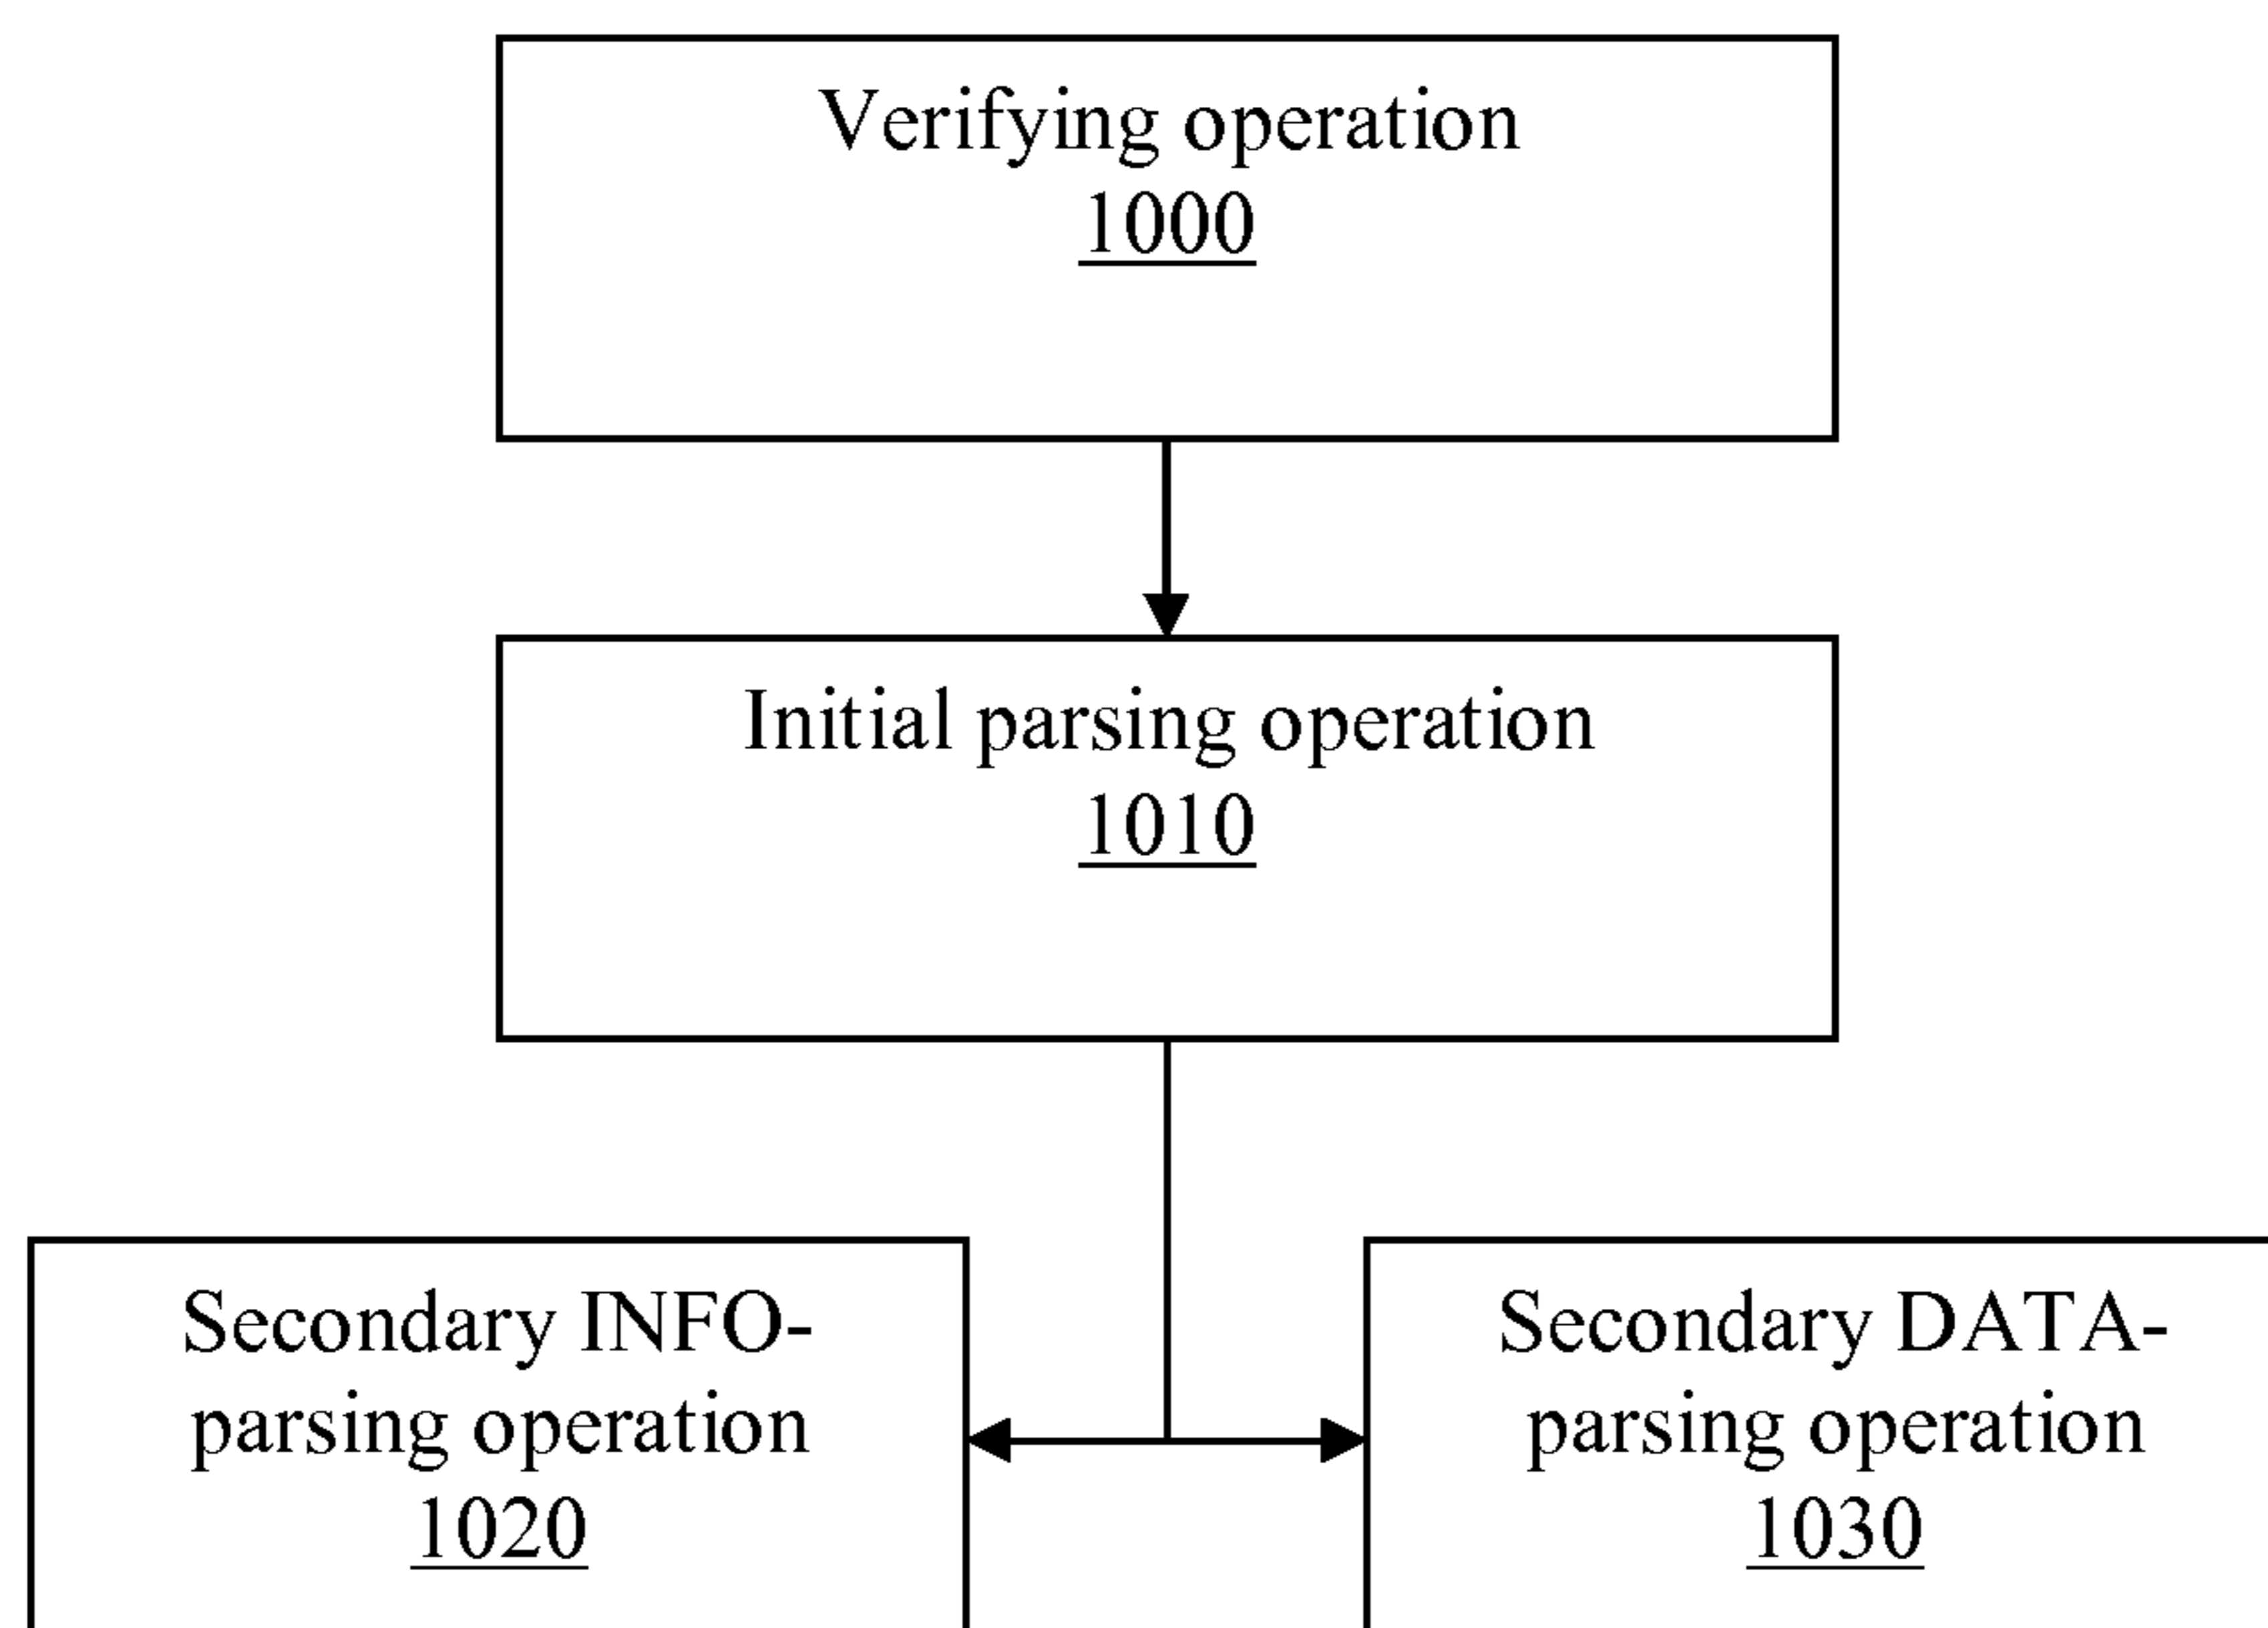 Verifying operation
1000
Initial parsing operation
1010
Secondary INFO-
parsing operation
1020
Secondary DATA-
parsing operation
1030